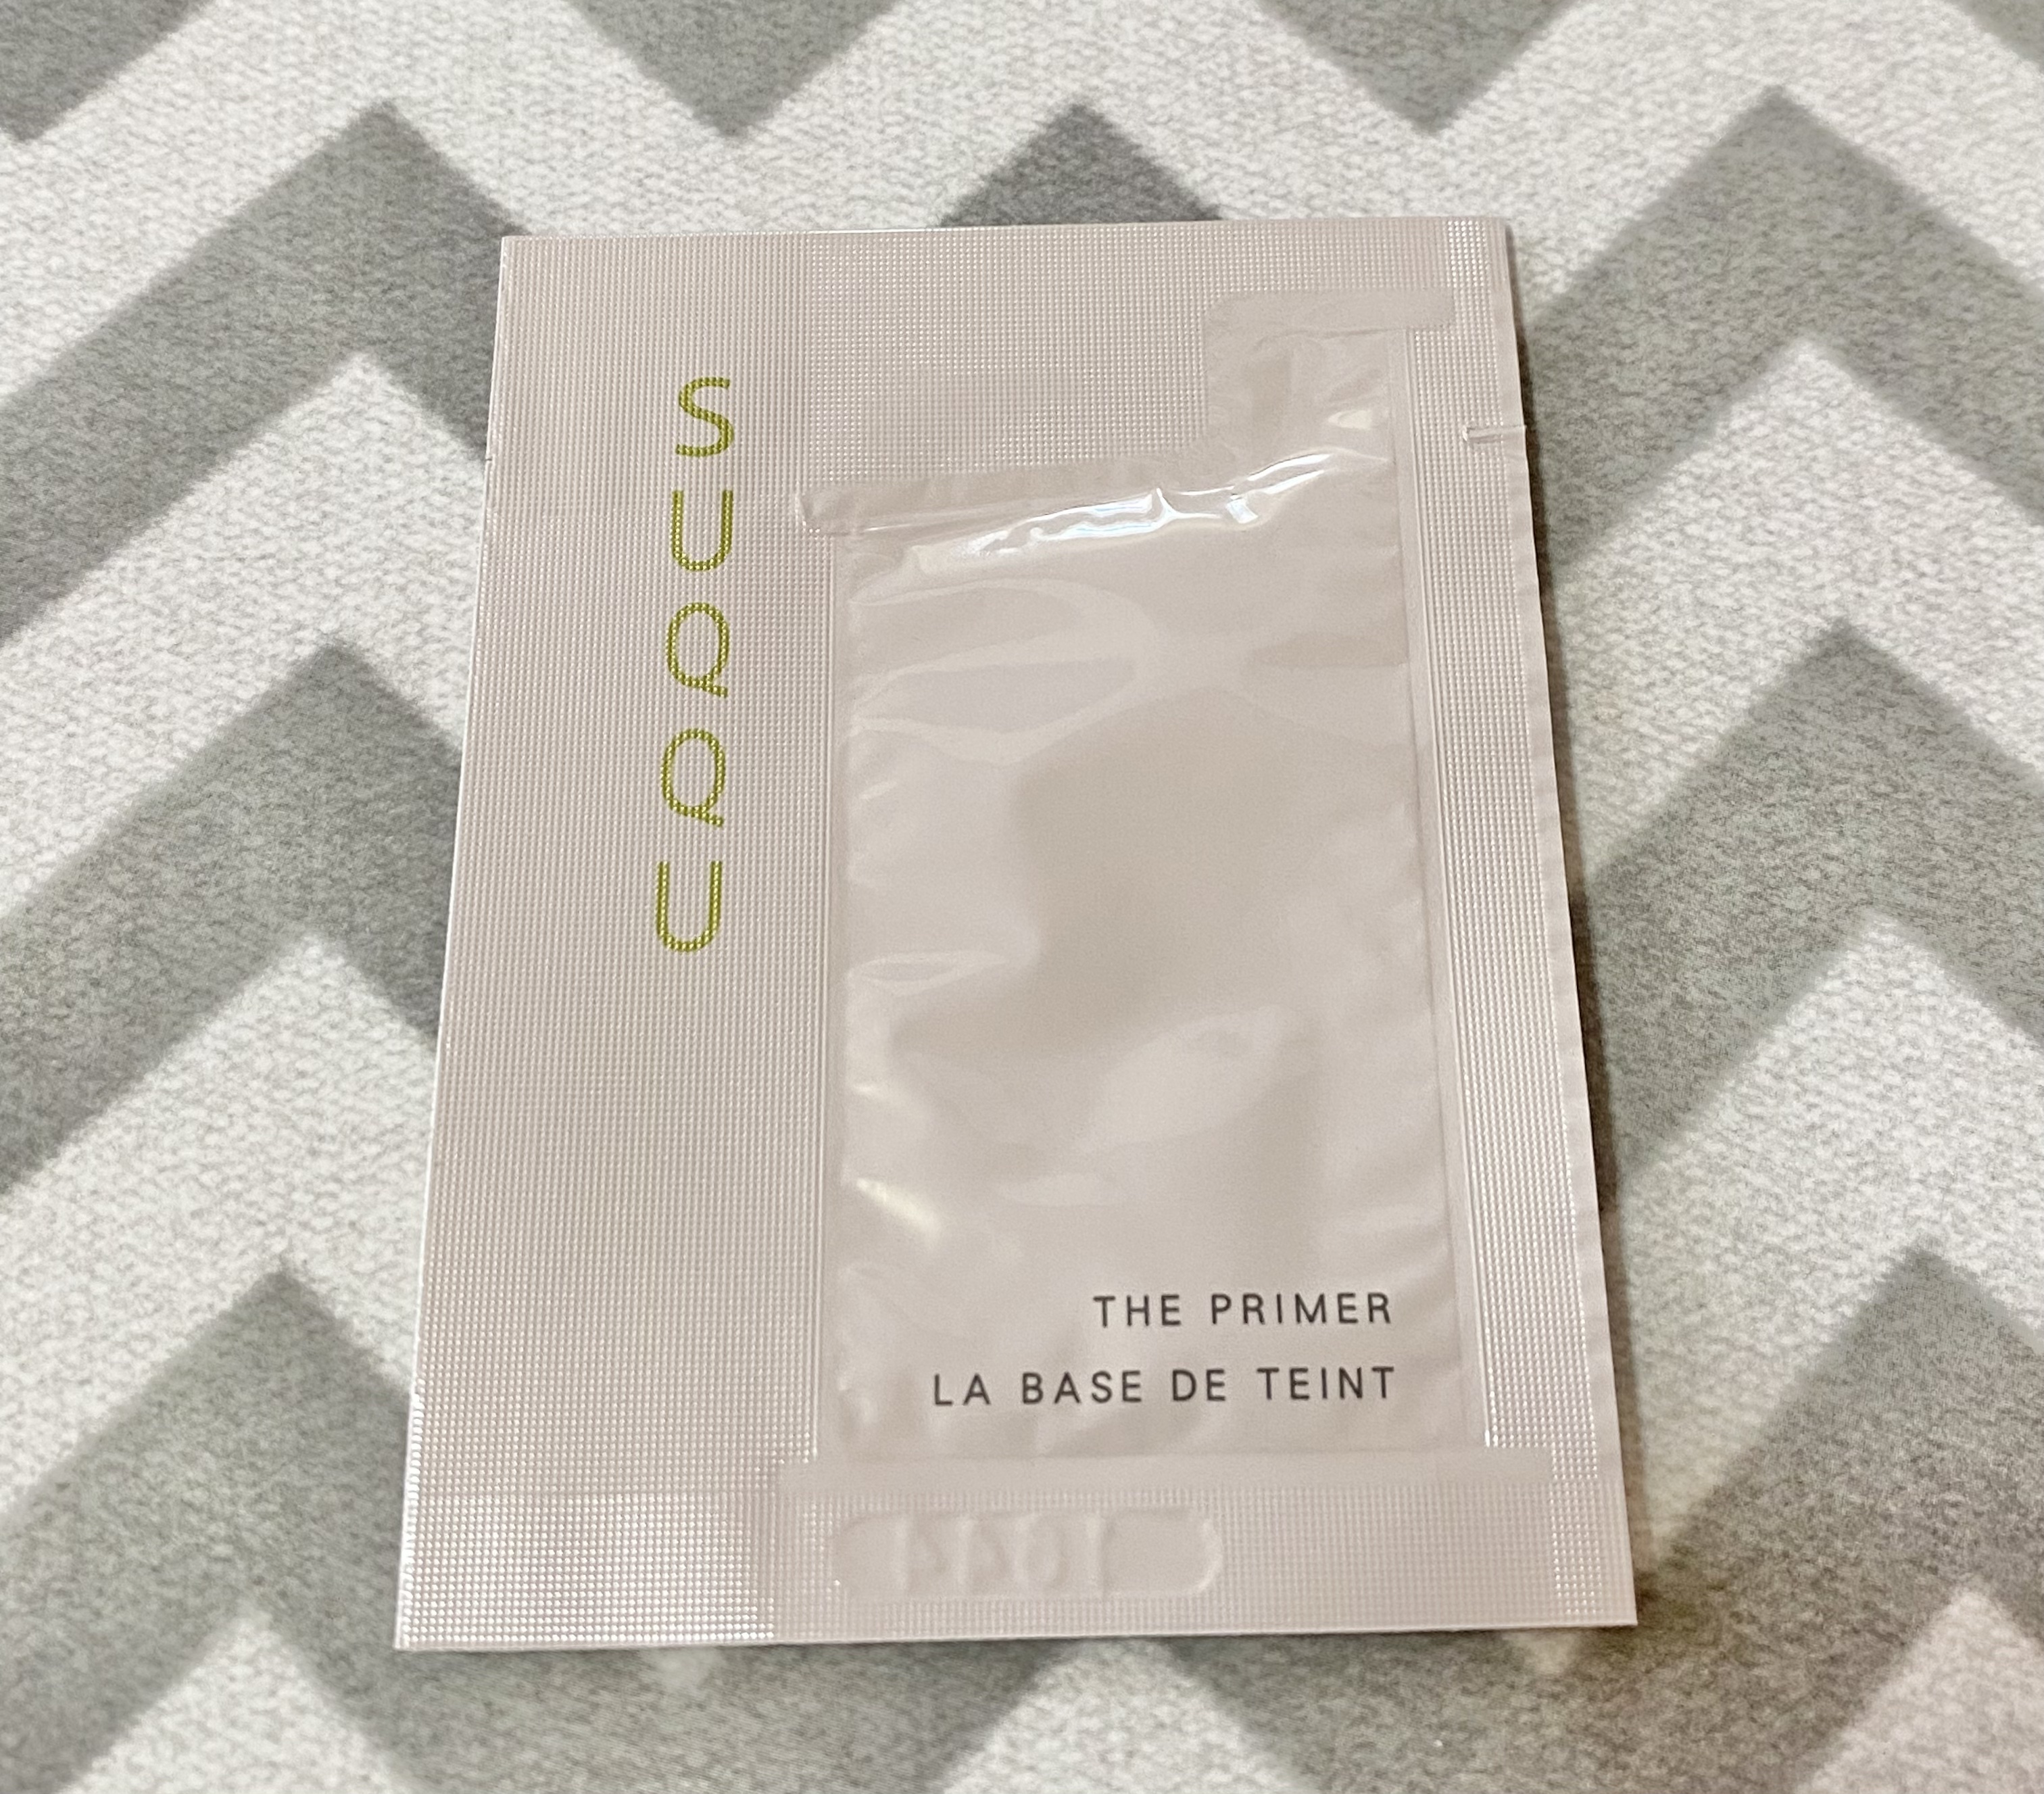 SUQQU
THE PRIMER
LA BASE DE TEINT